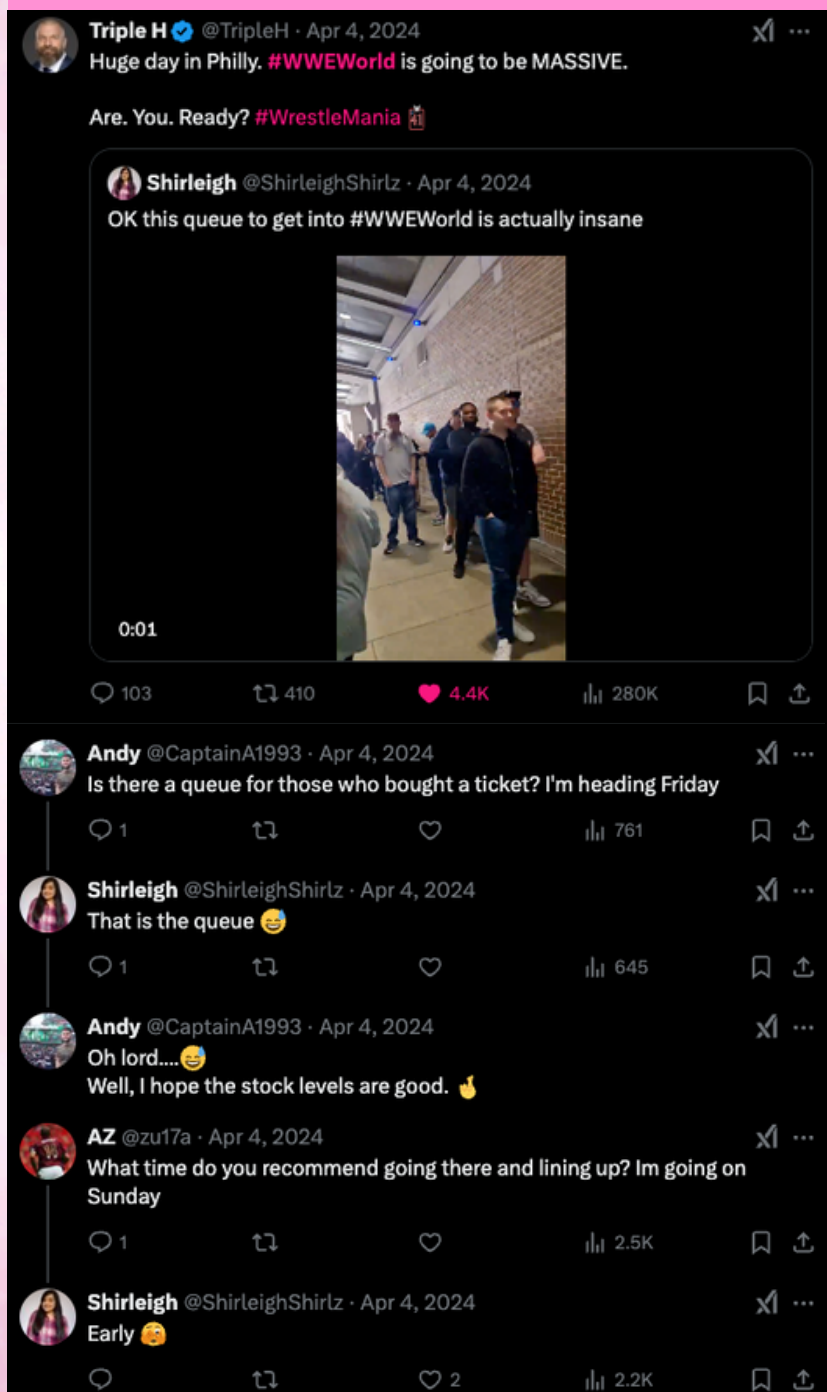 Triple H @TripleH · Apr 4, 2024
Huge day in Philly. #WWEWorld is going to be MASSIVE.
Are. You. Ready? #WrestleMania
Shirleigh @ShirleighShirlz · Apr 4, 2024
OK this queue to get into #WWEWorld is actually insane
0:01
103 410 4.4K 280K
Andy @CaptainA1993 · Apr 4, 2024
Is there a queue for those who bought a ticket? I'm heading Friday
1 761
Shirleigh @ShirleighShirlz · Apr 4, 2024
That is the queue 😅
1 645
Andy @CaptainA1993 · Apr 4, 2024
Oh lord....😅
Well, I hope the stock levels are good. 🤞
AZ @zu17a · Apr 4, 2024
What time do you recommend going there and lining up? Im going on
Sunday
1 2.5K
Shirleigh @ShirleighShirlz · Apr 4, 2024
Early 🫣
2 2.2K